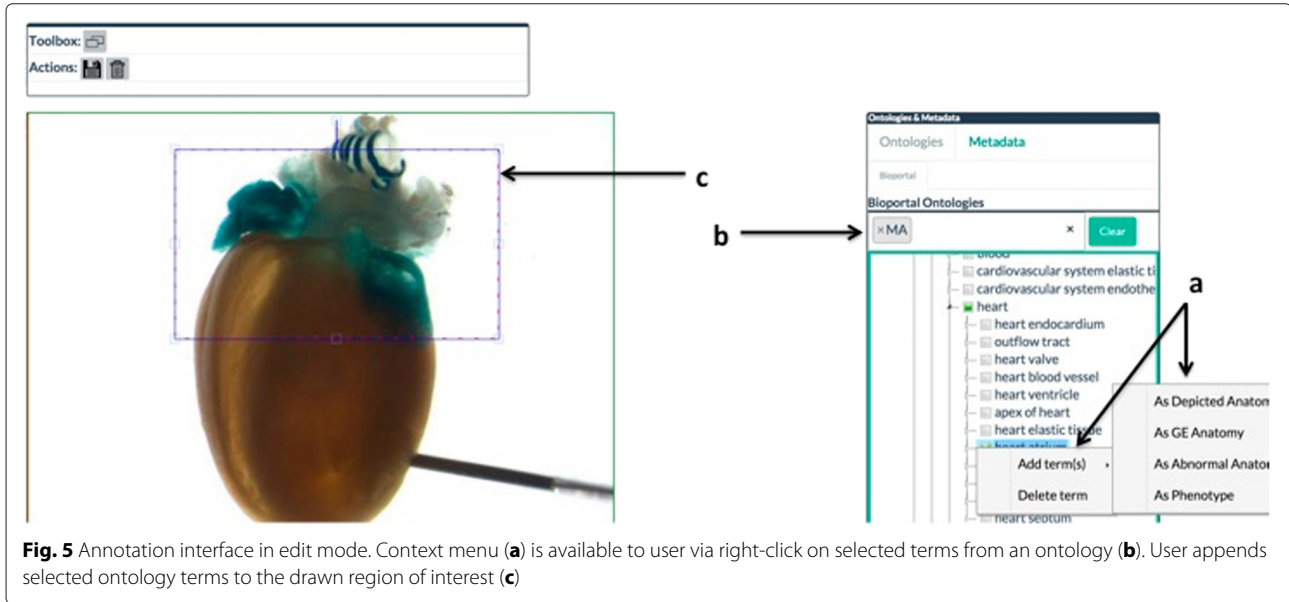 Toolbox:
Actions:
Ontologies & Metadata
Ontologies Metadata
Bioportal
Bioportal Ontologies
×MA × Clear
blood
cardiovascular system elastic ti
cardiovascular system endothe
heart
heart endocardium
outflow tract
heart valve
heart blood vessel
heart ventricle
apex of heart
heart elastic tissue
heart atrium
Add term(s)
Delete term
As Depicted Anatom
As GE Anatomy
As Abnormal Anator
As Phenotype
heart septum
c
b
a
Fig. 5 Annotation interface in edit mode. Context menu (a) is available to user via right-click on selected terms from an ontology (b). User appends
selected ontology terms to the drawn region of interest (c)